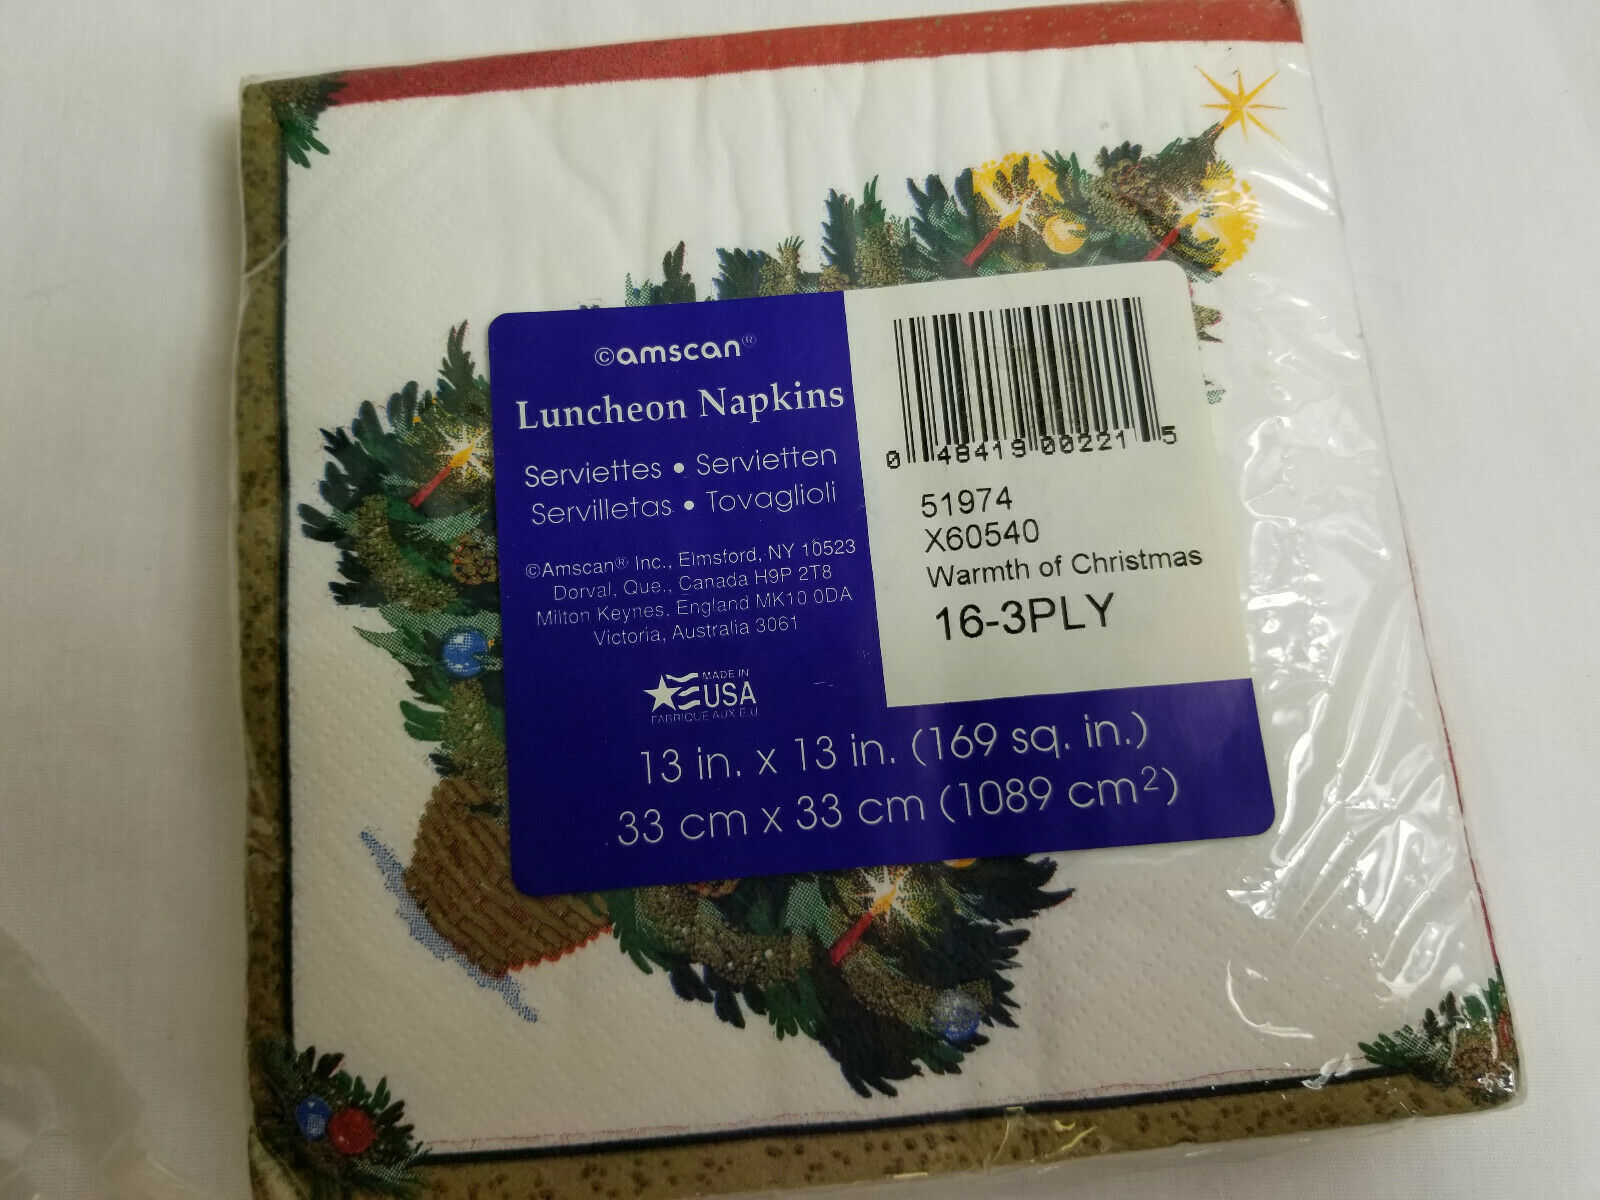 ©amscan®
Luncheon Napkins
Serviettes • Servietten
Servilletas • Tovaglioli
©Amscan® Inc., Elmsford, NY 10523
Dorval, Que., Canada H9P 2T8
Milton Keynes, England MK10 0DA
Victoria, Australia 3061
MADE IN
USA
FABRIQUE AUX E.U.
13 in. x 13 in. (169 sq. in.)
33 cm x 33 cm (1089 cm²)
0 48419 00221 5
51974
X60540
Warmth of Christmas
16-3PLY